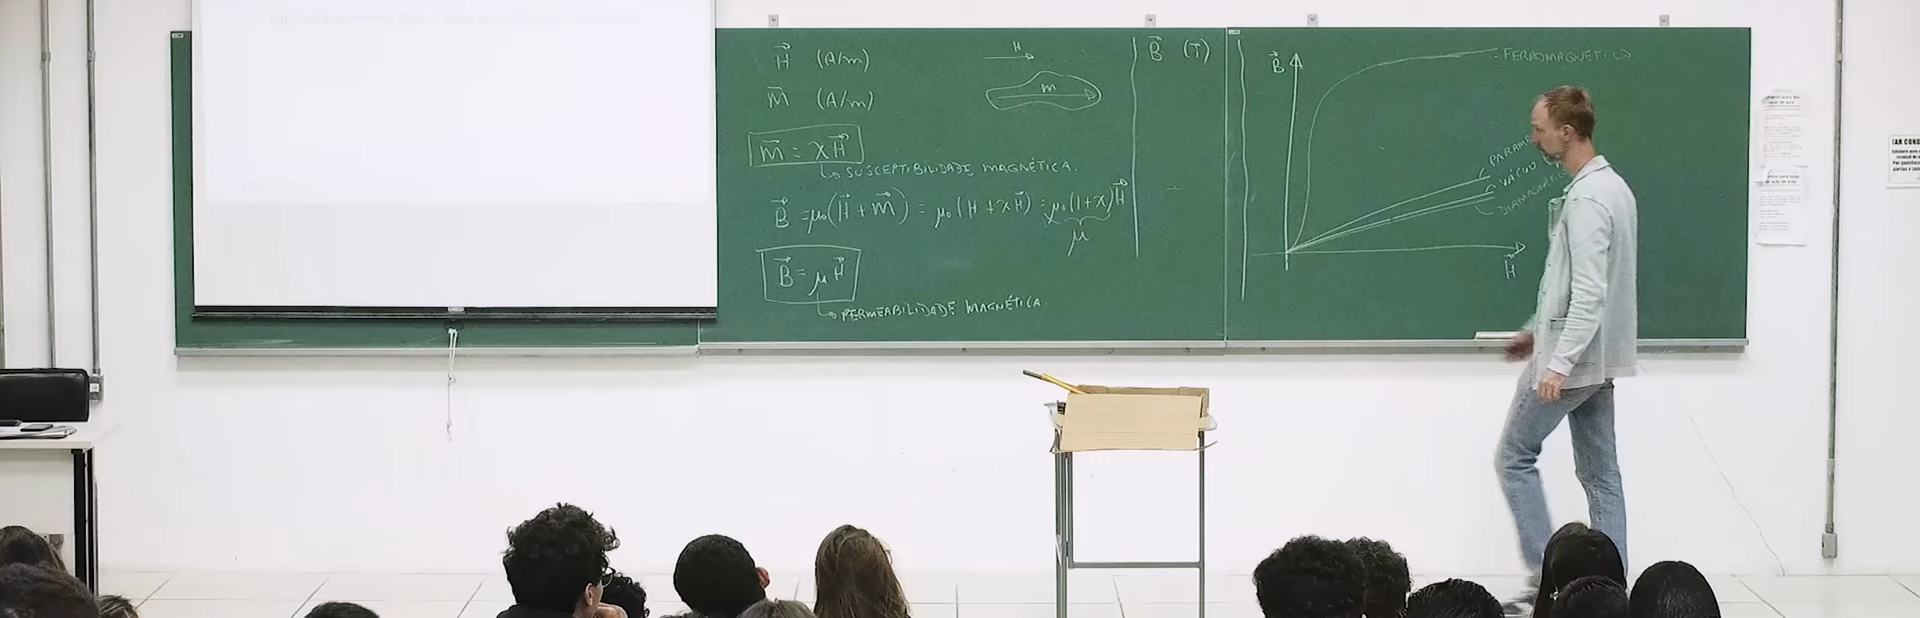 H⃗ (A/m)
m⃗ (A/m)
m⃗ = χH⃗
↳ SUSCEPTIBILIDADE MAGNÉTICA.
B⃗ = μ₀(H⃗ + m⃗) = μ₀(H + χH⃗) = μ₀(1+χ)H⃗
μ
B⃗ = μH⃗
↳ PERMEABILIDADE MAGNÉTICA.
H
m
B⃗ (T)
B⃗
FERROMAGNÉTICO
VÁCUO
H⃗